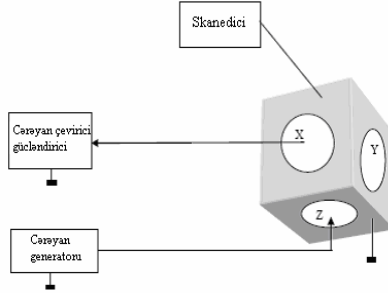 Skanedici
Cərəyan çevirici
gücləndirici
X
Y
Z
Cərəyan
generatoru